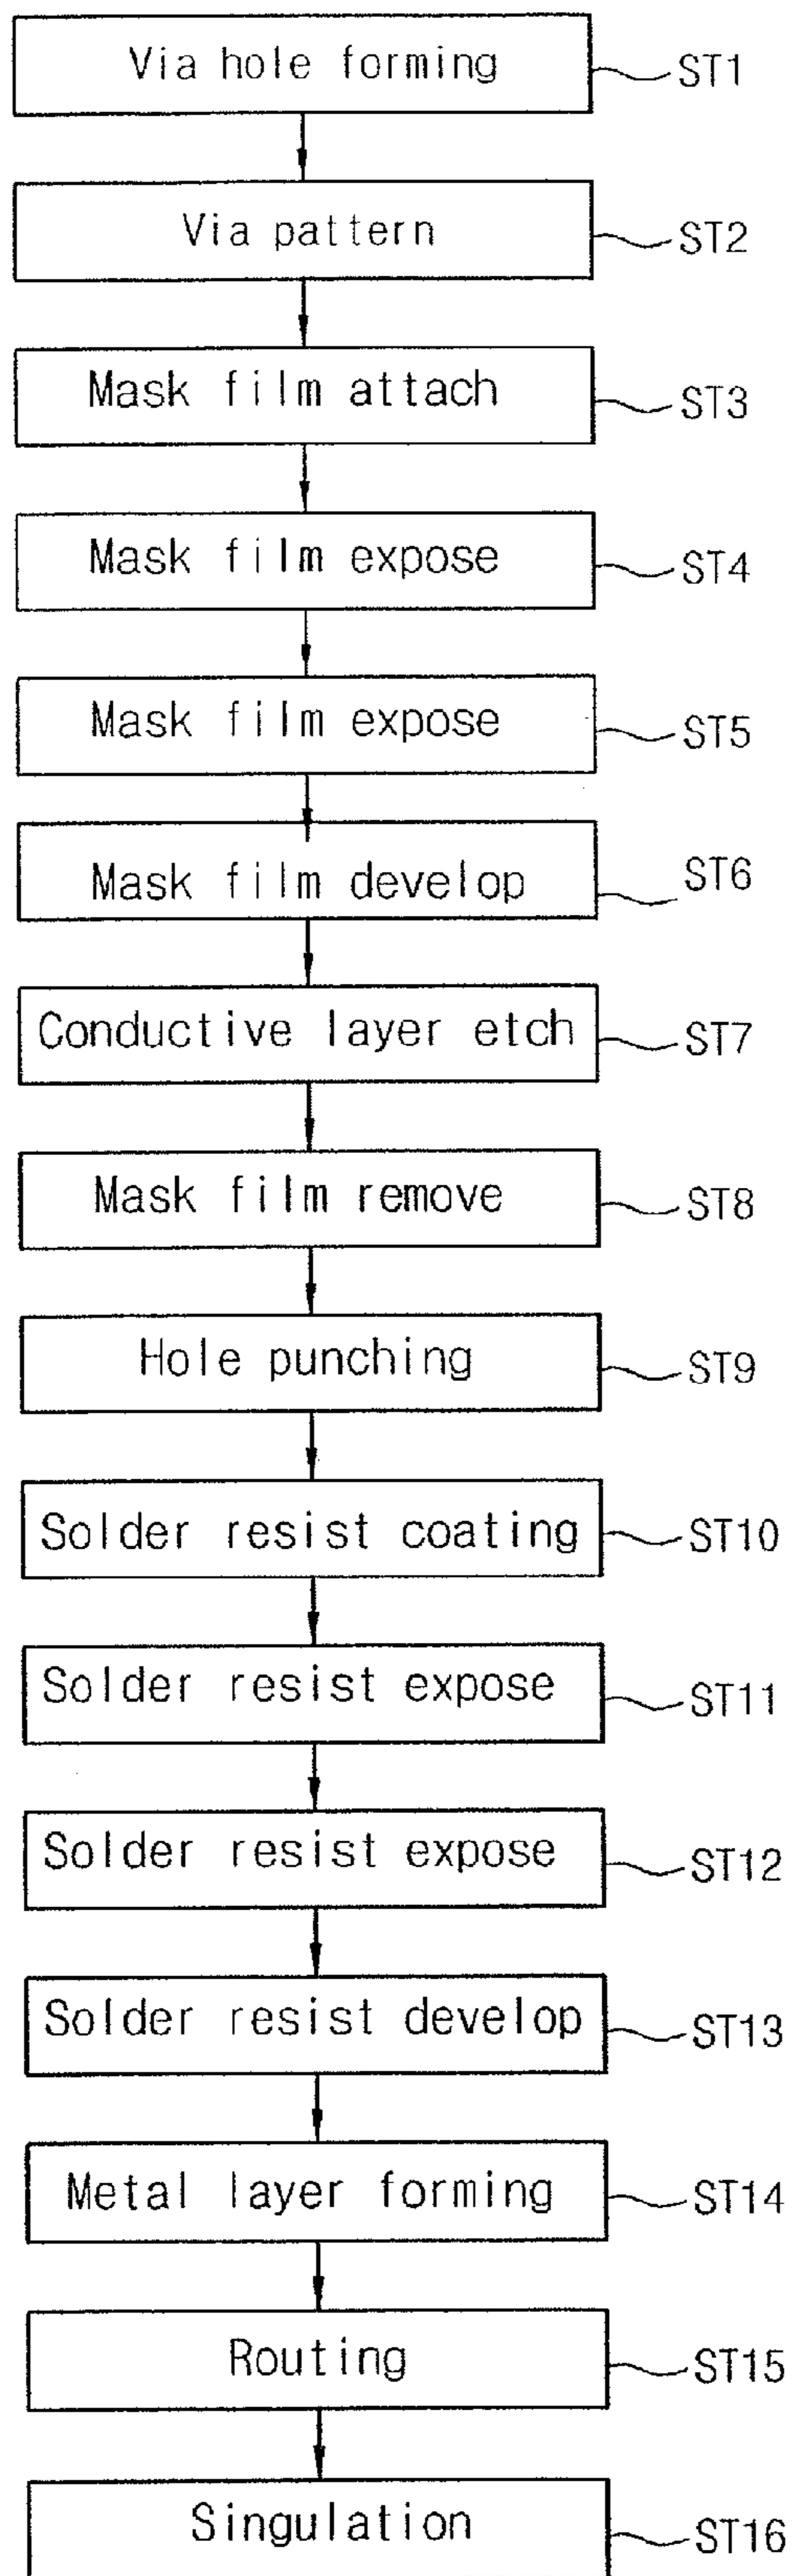 Via hole forming ST1
Via pattern ST2
Mask film attach ST3
Mask film expose ST4
Mask film expose ST5
Mask film develop ST6
Conductive layer etch ST7
Mask film remove ST8
Hole punching ST9
Solder resist coating ST10
Solder resist expose ST11
Solder resist expose ST12
Solder resist develop ST13
Metal layer forming ST14
Routing ST15
Singulation ST16